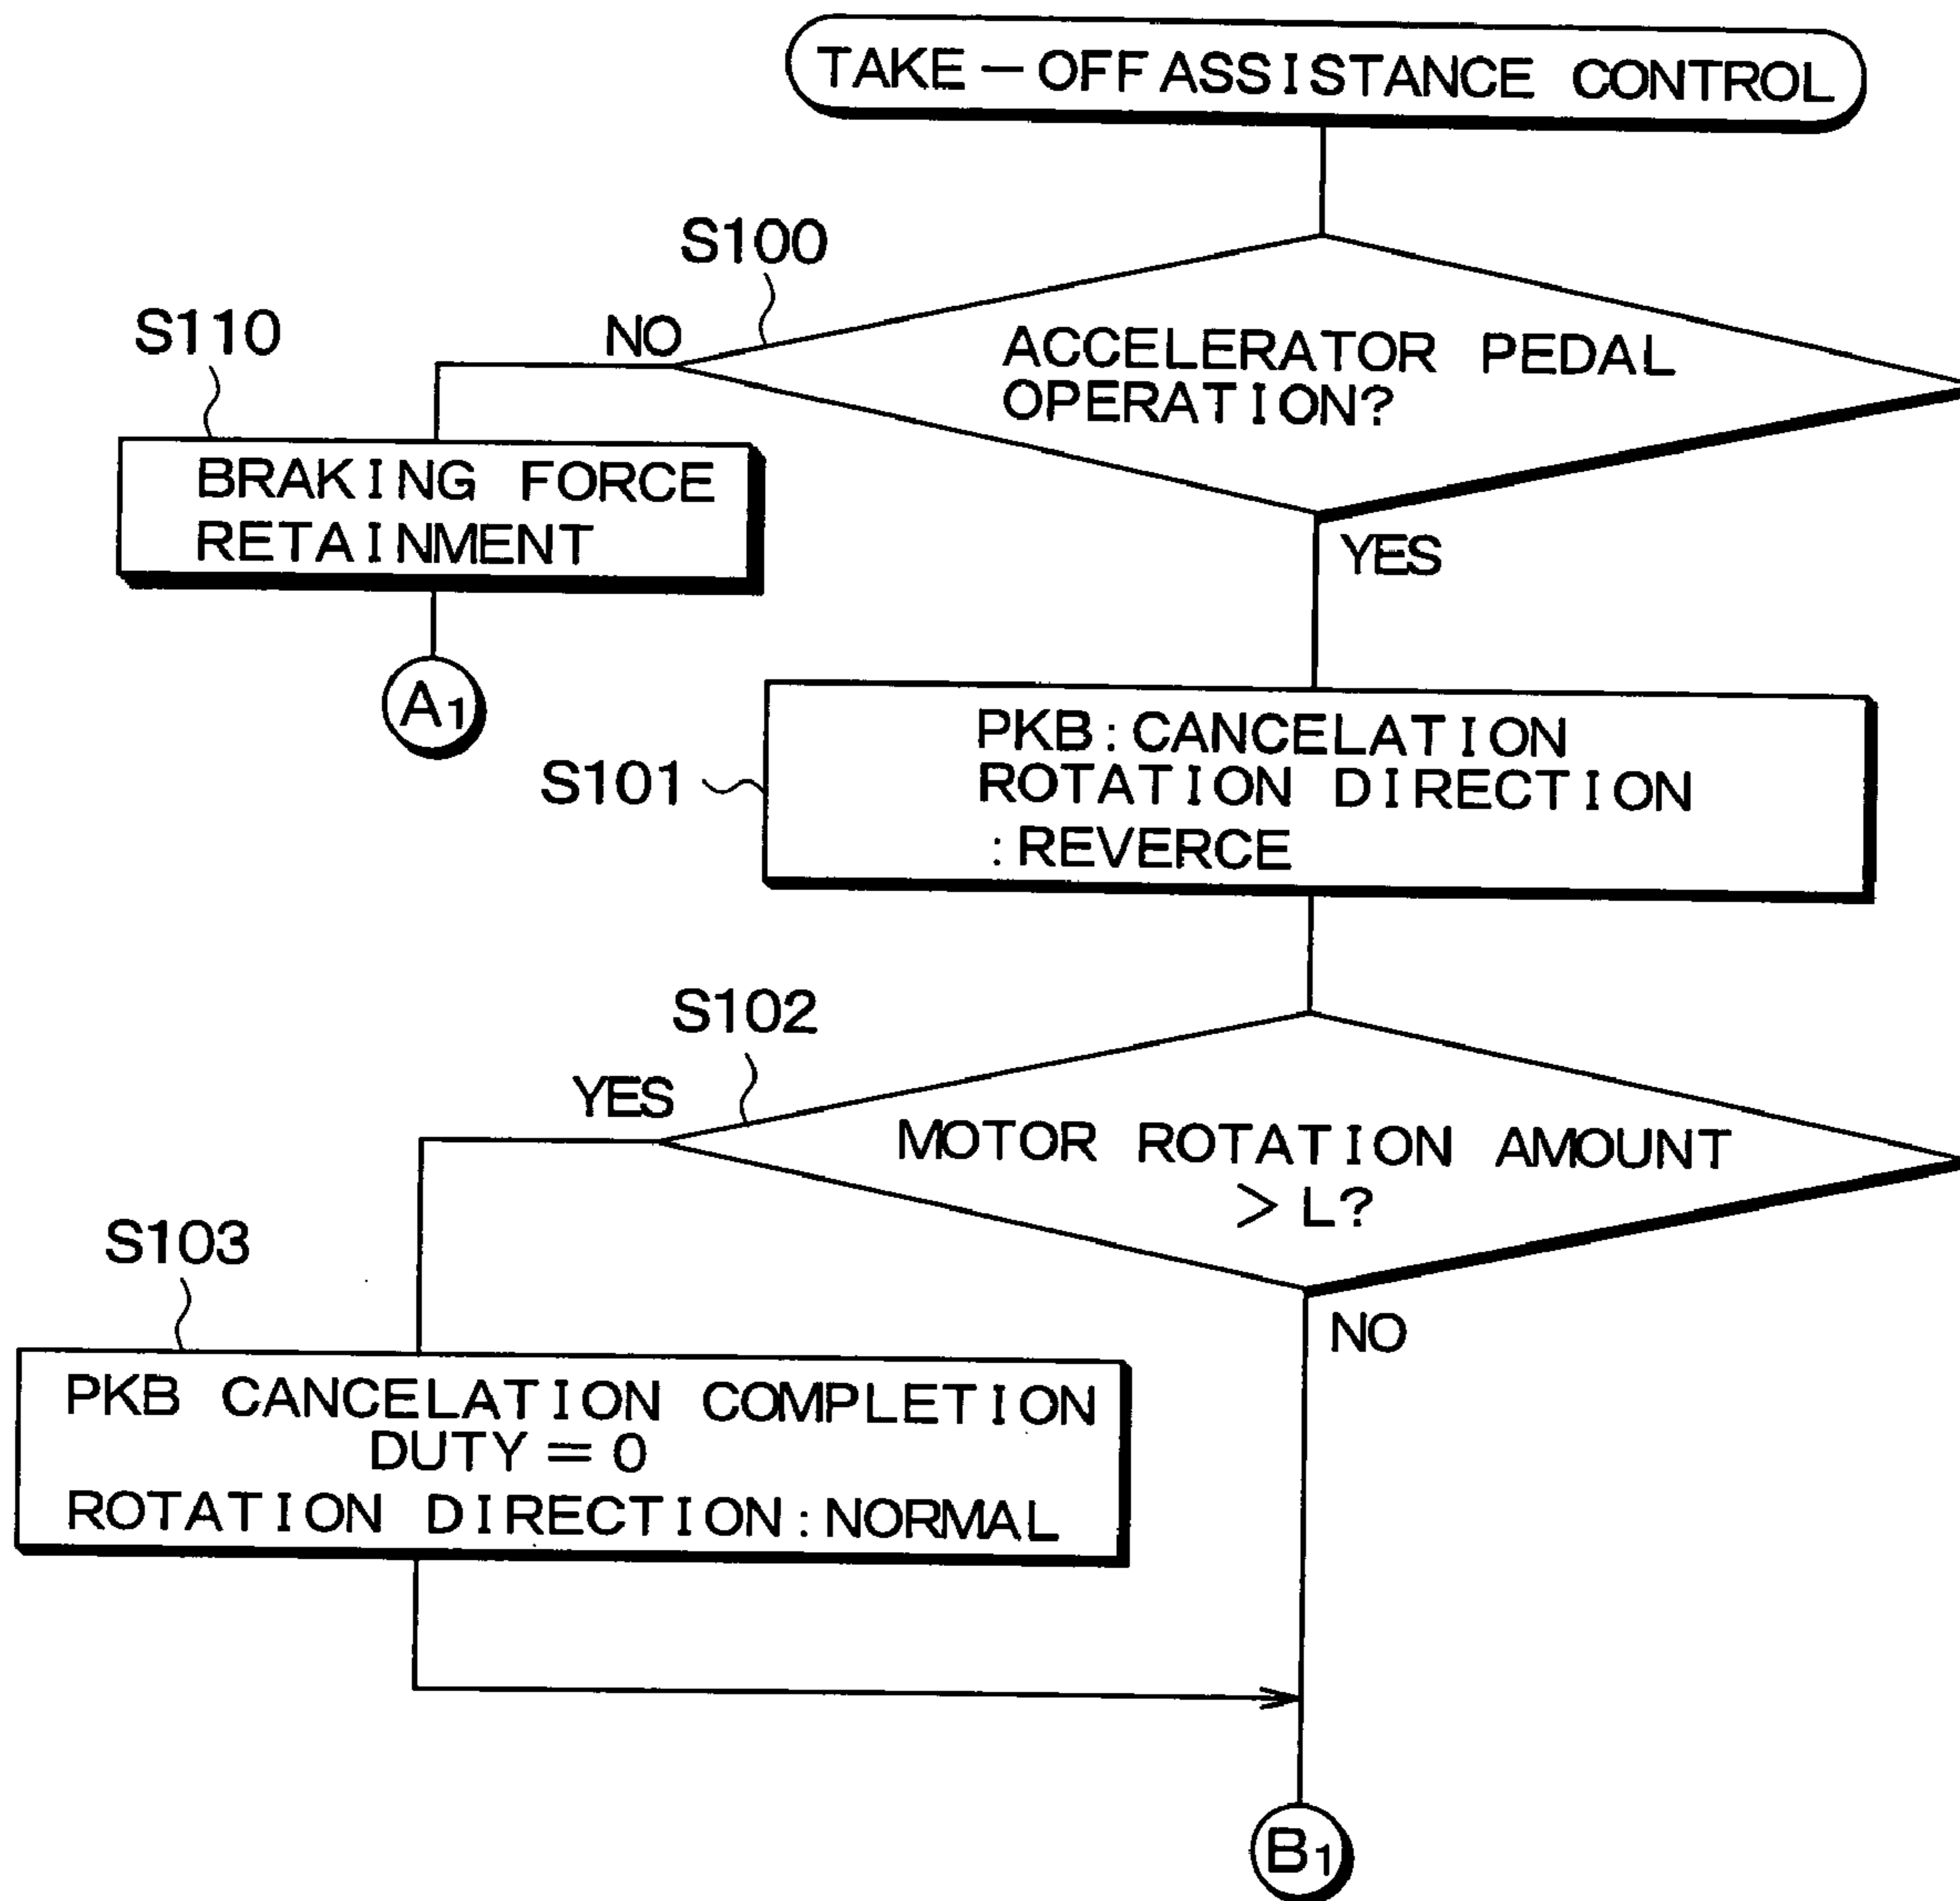 TAKE-OFF ASSISTANCE CONTROL
S100
NO
ACCELERATOR PEDAL
OPERATION?
S110
BRAKING FORCE
RETAINMENT
A1
YES
S101
PKB:CANCELATION
ROTATION DIRECTION
:REVERCE
S102
YES
MOTOR ROTATION AMOUNT
> L?
S103
NO
PKB CANCELATION COMPLETION
DUTY=0
ROTATION DIRECTION:NORMAL
B1